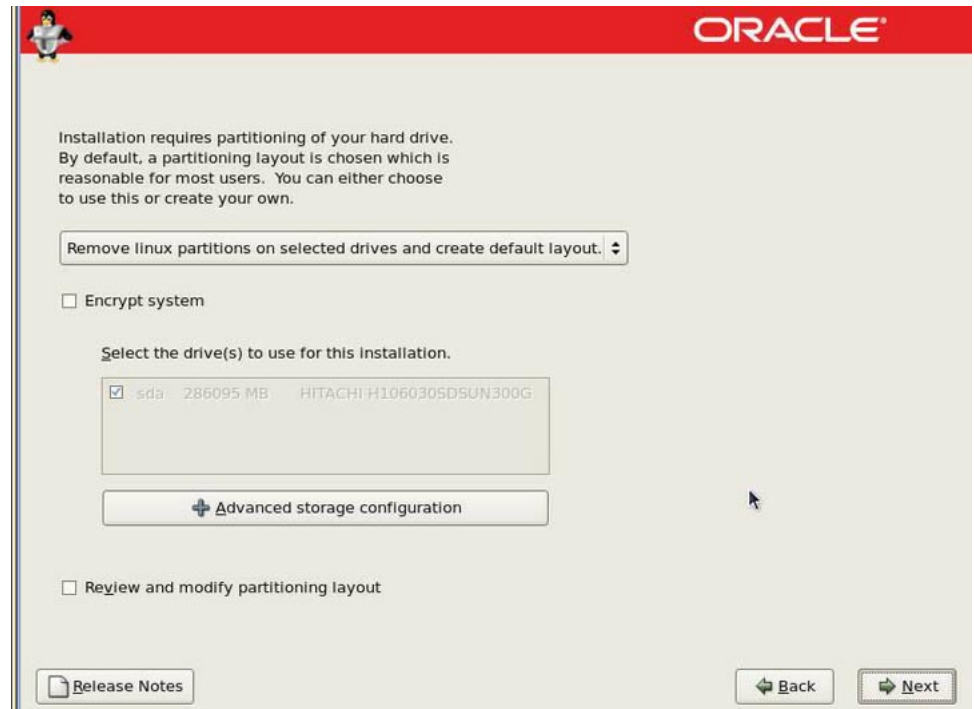 ORACLE®
Installation requires partitioning of your hard drive.
By default, a partitioning layout is chosen which is
reasonable for most users. You can either choose
to use this or create your own.
Remove linux partitions on selected drives and create default layout.
Encrypt system
Select the drive(s) to use for this installation.
sda 286095 MB HITACHI H106030SDSUN300G
Advanced storage configuration
Review and modify partitioning layout
Release Notes
Back
Next